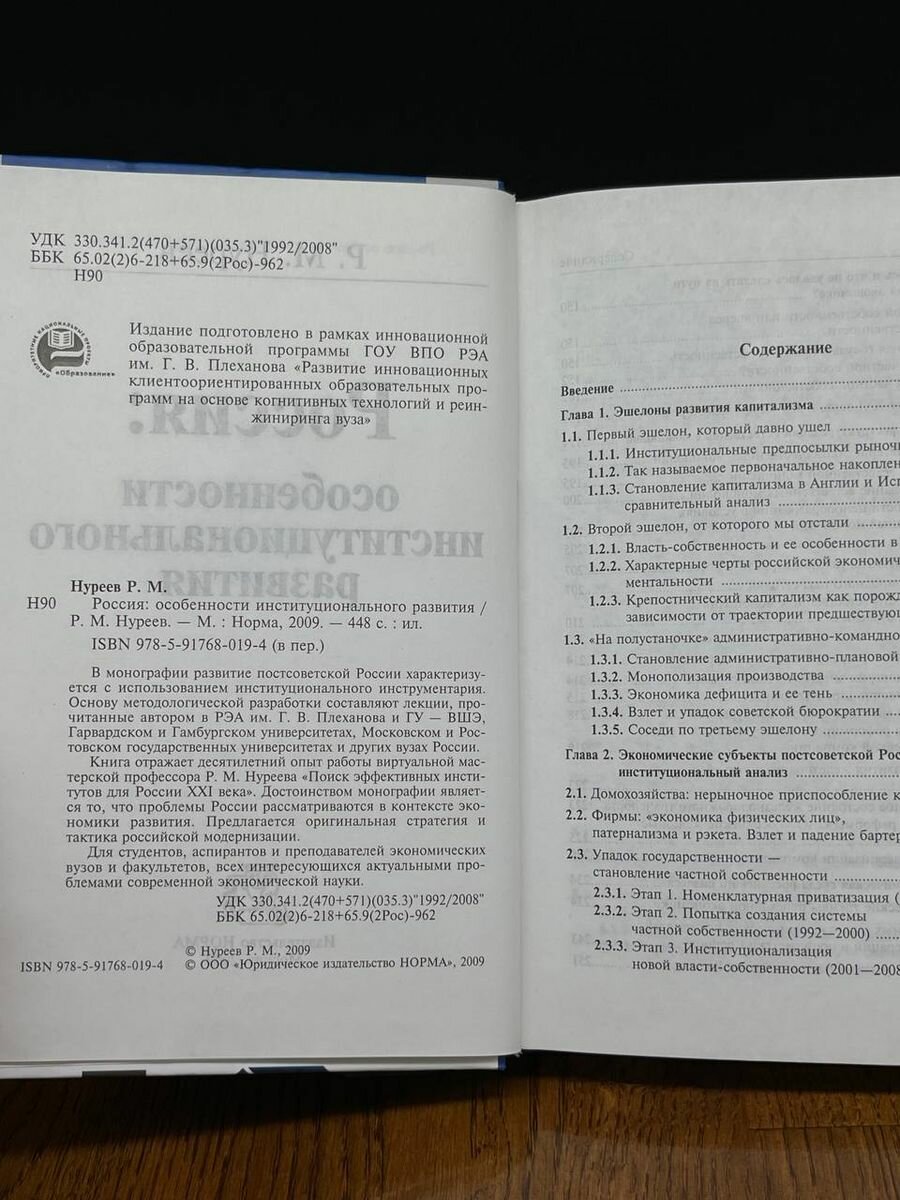 УДК 330.341.2(470+571)(035.3)"1992/2008"
ББК 65.02(2)6-218+65.9(2Рос)-962
Н90
ПРИОРИТЕТНЫЕ НАЦИОНАЛЬНЫЕ ПРОЕКТЫ
«Образование»
Издание подготовлено в рамках инновационной
образовательной программы ГОУ ВПО РЭА
им. Г. В. Плеханова «Развитие инновационных
клиентоориентированных образовательных про-
грамм на основе когнитивных технологий и реин-
жиниринга вуза»
Нуреев Р. М.
Н90 Россия: особенности институционального развития /
Р. М. Нуреев. — М. : Норма, 2009. — 448 с. : ил.
ISBN 978-5-91768-019-4 (в пер.)
В монографии развитие постсоветской России характеризу-
ется с использованием институционального инструментария.
Основу методологической разработки составляют лекции, про-
читанные автором в РЭА им. Г. В. Плеханова и ГУ — ВШЭ,
Гарвардском и Гамбургском университетах, Московском и Рос-
товском государственных университетах и других вузах России.
Книга отражает десятилетний опыт работы виртуальной мас-
терской профессора Р. М. Нуреева «Поиск эффективных инсти-
тутов для России XXI века». Достоинством монографии являет-
ся то, что проблемы России рассматриваются в контексте эко-
номики развития. Предлагается оригинальная стратегия и
тактика российской модернизации.
Для студентов, аспирантов и преподавателей экономических
вузов и факультетов, всех интересующихся актуальными про-
блемами современной экономической науки.
УДК 330.341.2(470+571)(035.3)"1992/2008"
ББК 65.02(2)6-218+65.9(2Рос)-962
© Нуреев Р. М., 2009
ISBN 978-5-91768-019-4 © ООО «Юридическое издательство НОРМА», 2009
Содержание
Введение
Глава 1. Эшелоны развития капитализма
1.1. Первый эшелон, который давно ушел
1.1.1. Институциональные предпосылки рыноч
1.1.2. Так называемое первоначальное накоплен
1.1.3. Становление капитализма в Англии и Ис
сравнительный анализ
1.2. Второй эшелон, от которого мы отстали
1.2.1. Власть-собственность и ее особенности в
1.2.2. Характерные черты российской экономич
ментальности
1.2.3. Крепостнический капитализм как порожд
зависимости от траектории предшествующ
1.3. «На полустаночке» административно-командно
1.3.1. Становление административно-плановой
1.3.2. Монополизация производства
1.3.3. Экономика дефицита и ее тень
1.3.4. Взлет и упадок советской бюрократии
1.3.5. Соседи по третьему эшелону
Глава 2. Экономические субъекты постсоветской Рос
институциональный анализ
2.1. Домохозяйства: нерыночное приспособление к
2.2. Фирмы: «экономика физических лиц»,
патернализма и рэкета. Взлет и падение бартер
2.3. Упадок государственности —
становление частной собственности
2.3.1. Этап 1. Номенклатурная приватизация (
2.3.2. Этап 2. Попытка создания системы
частной собственности (1992—2000)
2.3.3. Этап 3. Институционализация
новой власти-собственности (2001—2008